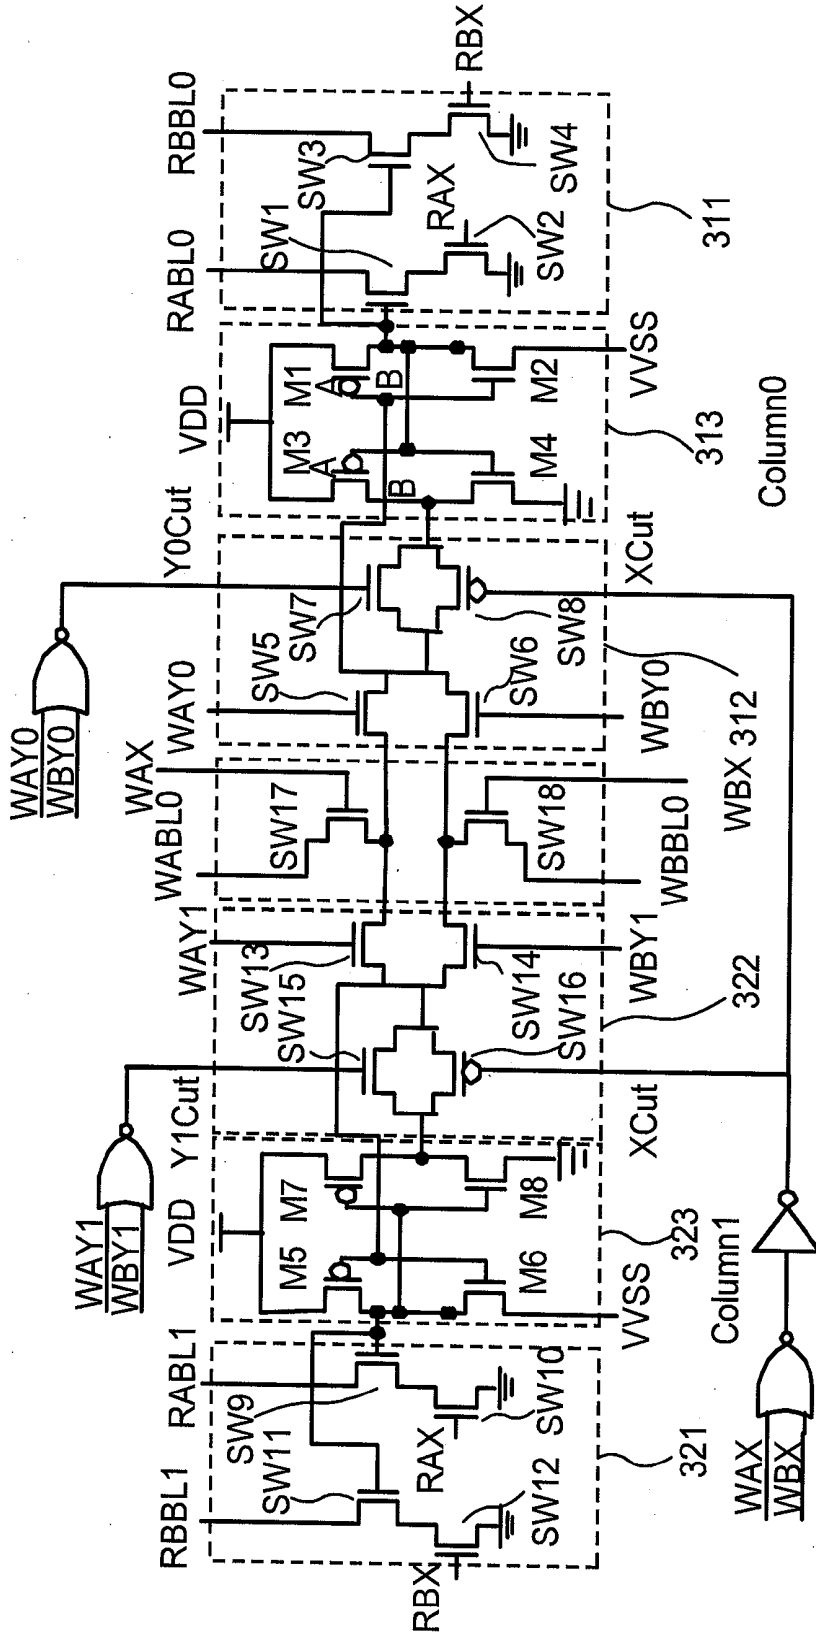 WAY0
WBY0
WAY1
WBY1
WAX
RBBL1
RABL1
VDD
Y1Cut
WAY1
WABL0
WAY0
Y0Cut
VDD
RABL0
RBBL0
SW11
SW9
M5
M7
SW15
SW13
SW17
SW5
SW7
M3
M1
SW1
SW3
A
A
B
B
RBX
RAX
RAX
RBX
SW12
SW10
M6
M8
SW16
SW14
SW18
SW6
SW8
M4
M2
SW2
SW4
VVSS
XCut
WBY1
WBBL0
WBY0
XCut
VVSS
321
323
322
WBX
312
313
311
Column1
Column0
WAX
WBX